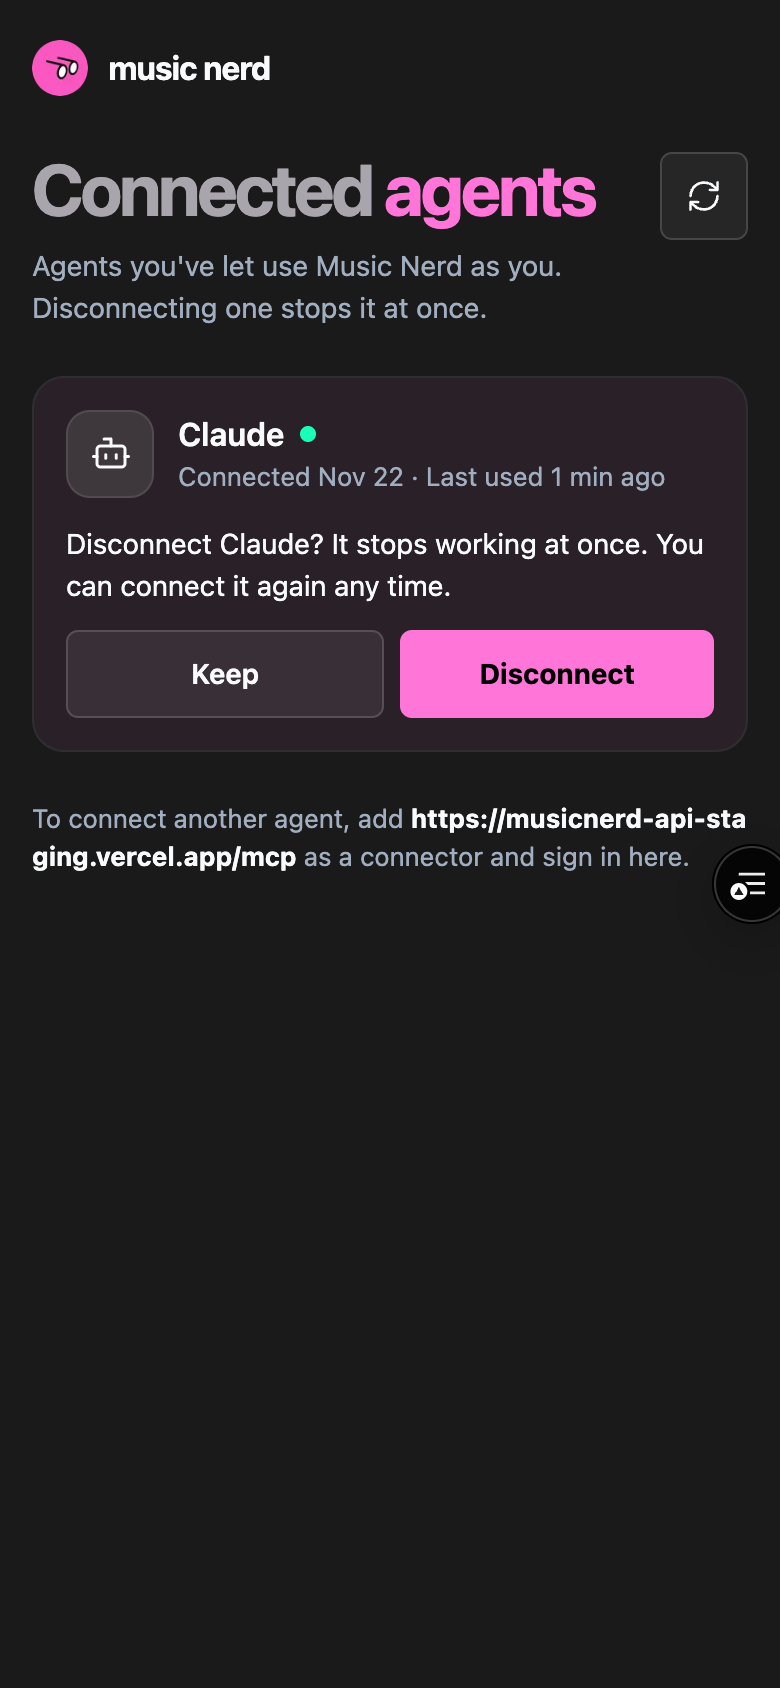 music nerd
Connected agents
Agents you've let use Music Nerd as you.
Disconnecting one stops it at once.
Claude
Connected Nov 22 · Last used 1 min ago
Disconnect Claude? It stops working at once. You
can connect it again any time.
Keep
Disconnect
To connect another agent, add https://musicnerd-api-sta
ging.vercel.app/mcp as a connector and sign in here.